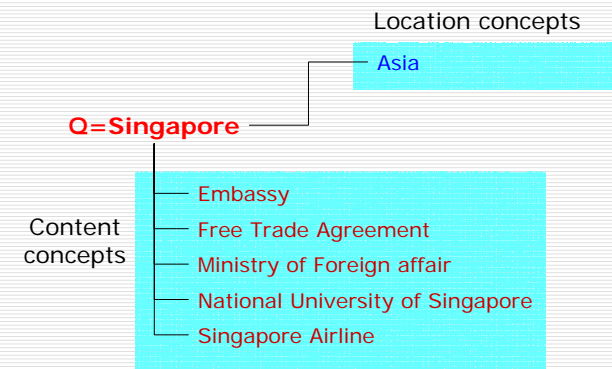 Location concepts
Asia
Q=Singapore
Content
concepts
Embassy
Free Trade Agreement
Ministry of Foreign affair
National University of Singapore
Singapore Airline